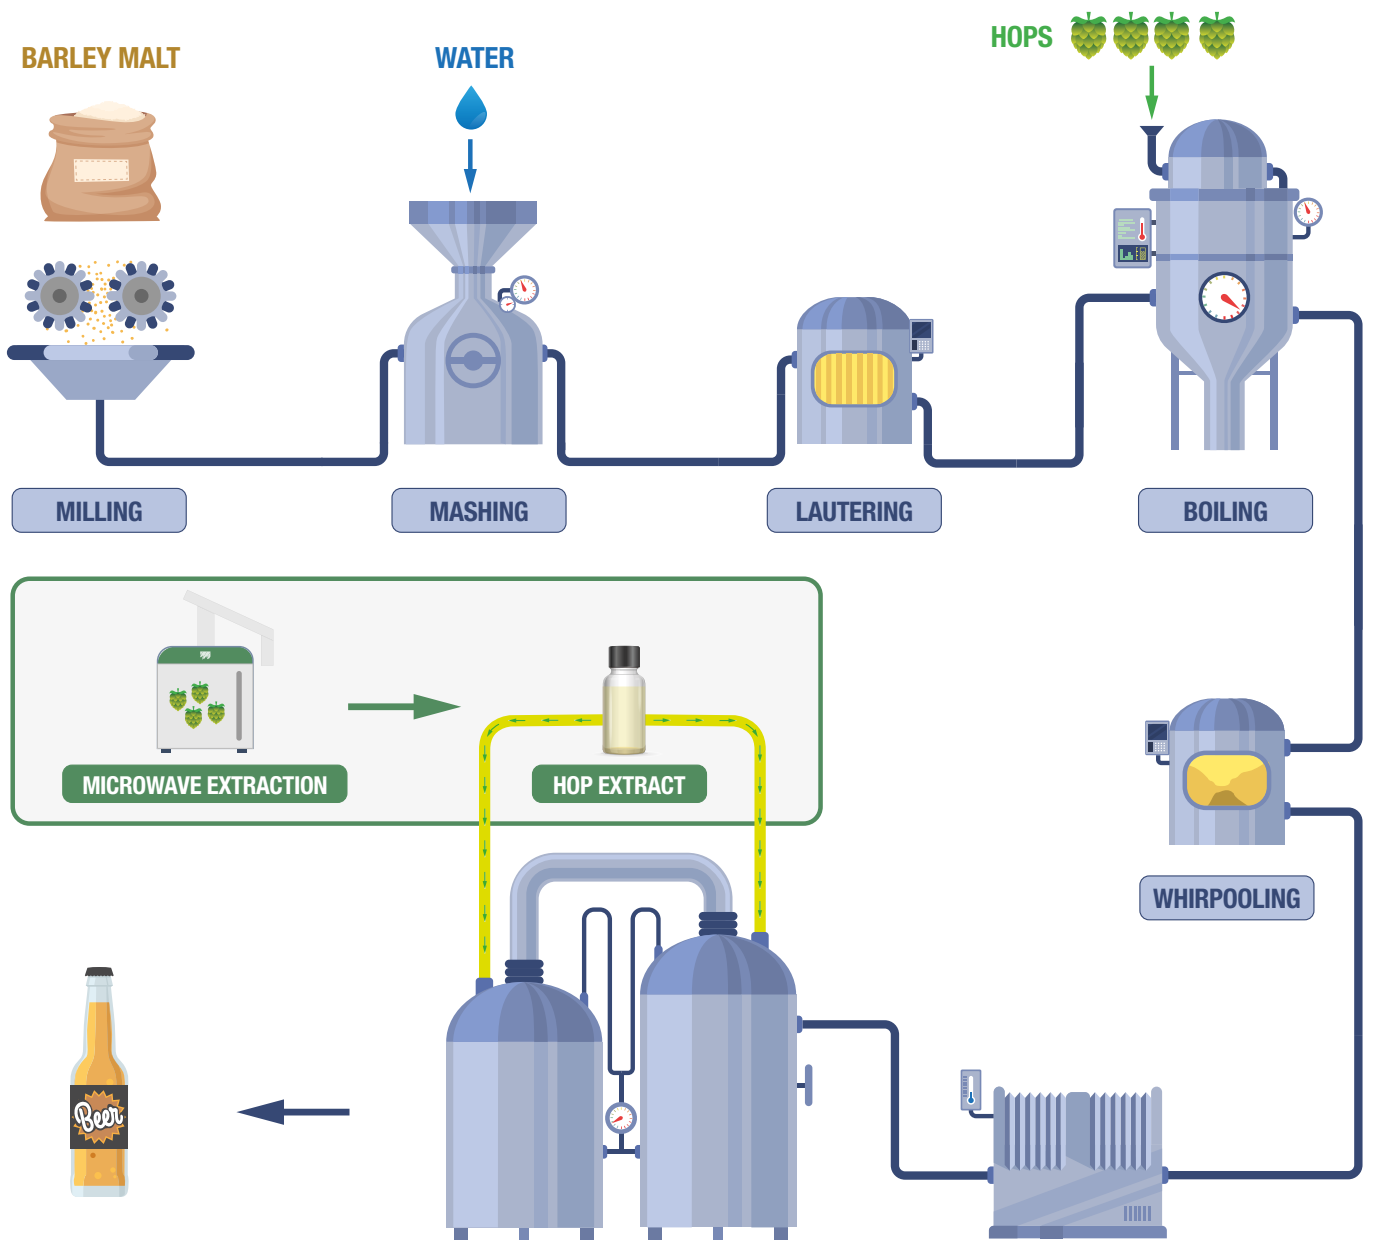 BARLEY MALT
WATER
HOPS
MILLING
MASHING
LAUTERING
BOILING
MICROWAVE EXTRACTION
HOP EXTRACT
WHIRPOOLING
Beer